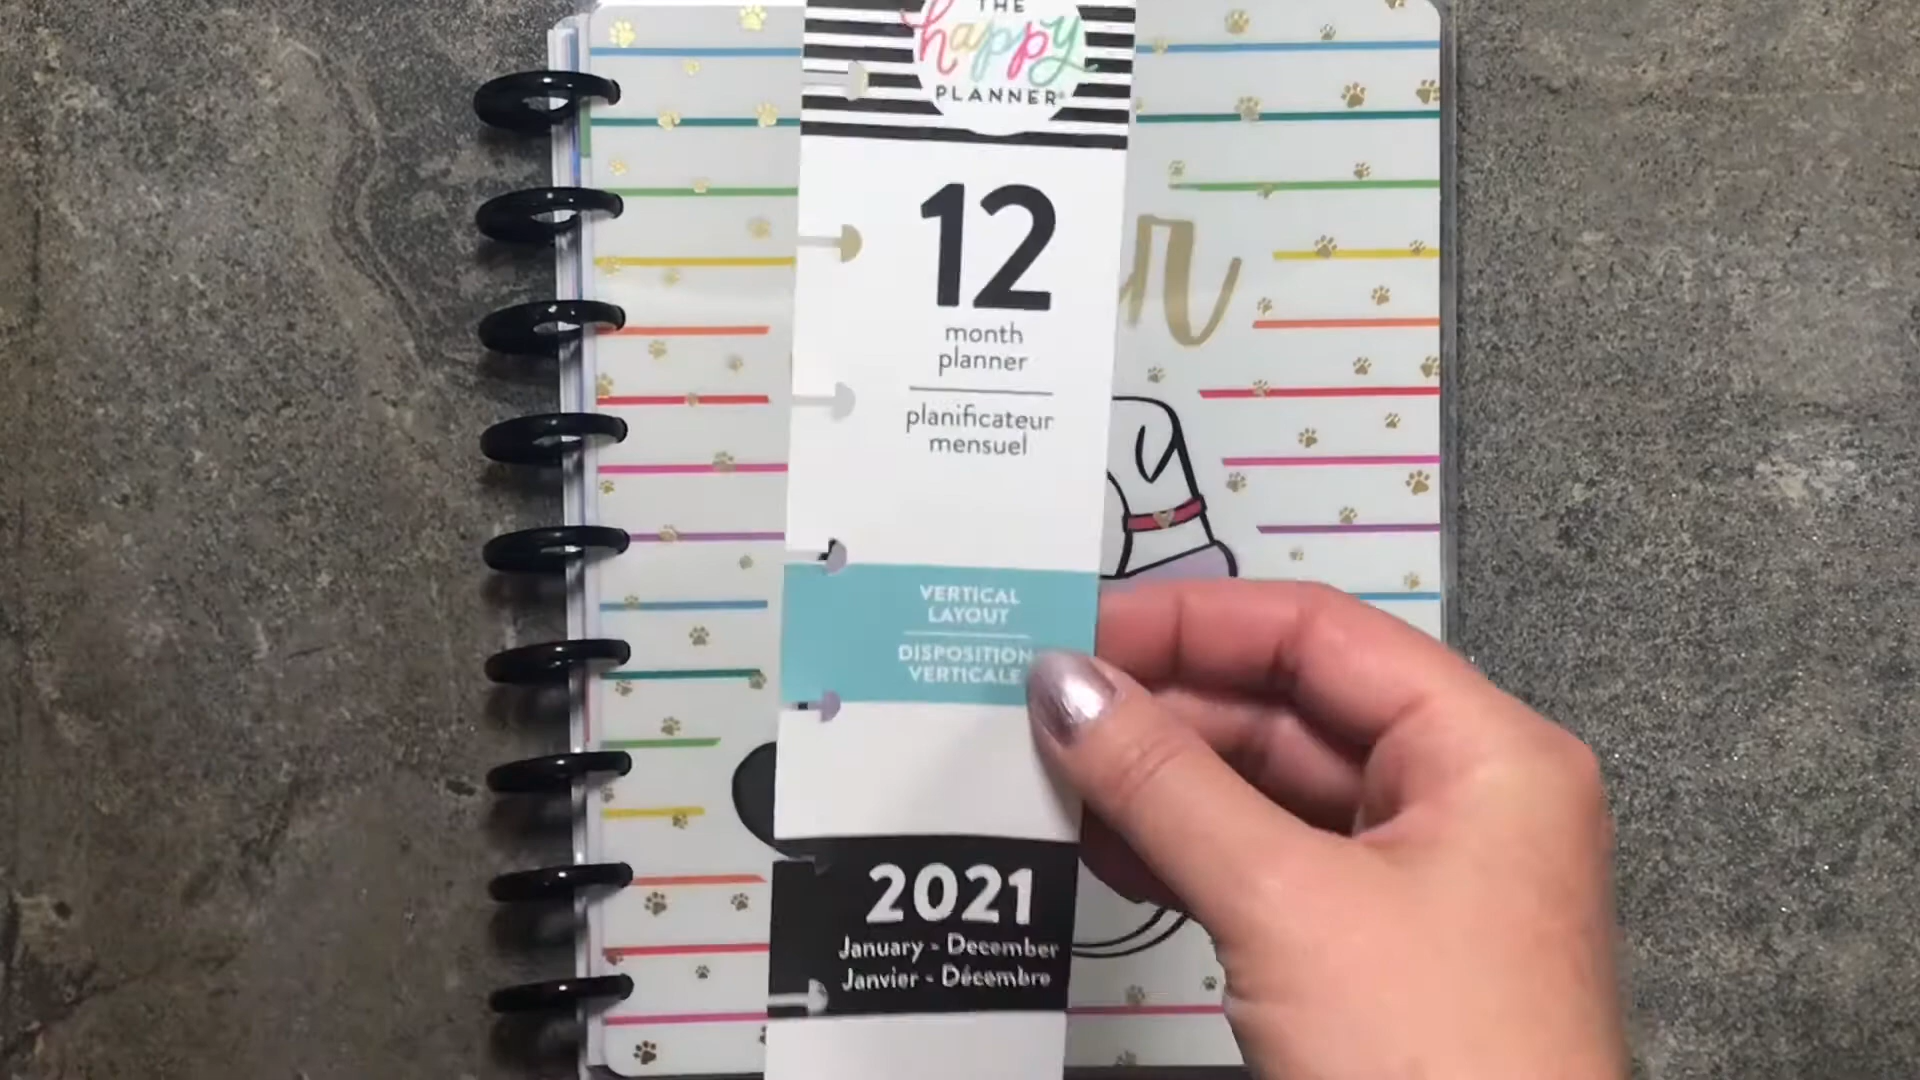 THE
happy
PLANNER®
12
month
planner
planificateur
mensuel
VERTICAL
LAYOUT
DISPOSITION
VERTICALE
2021
January - December
Janvier - Décembre